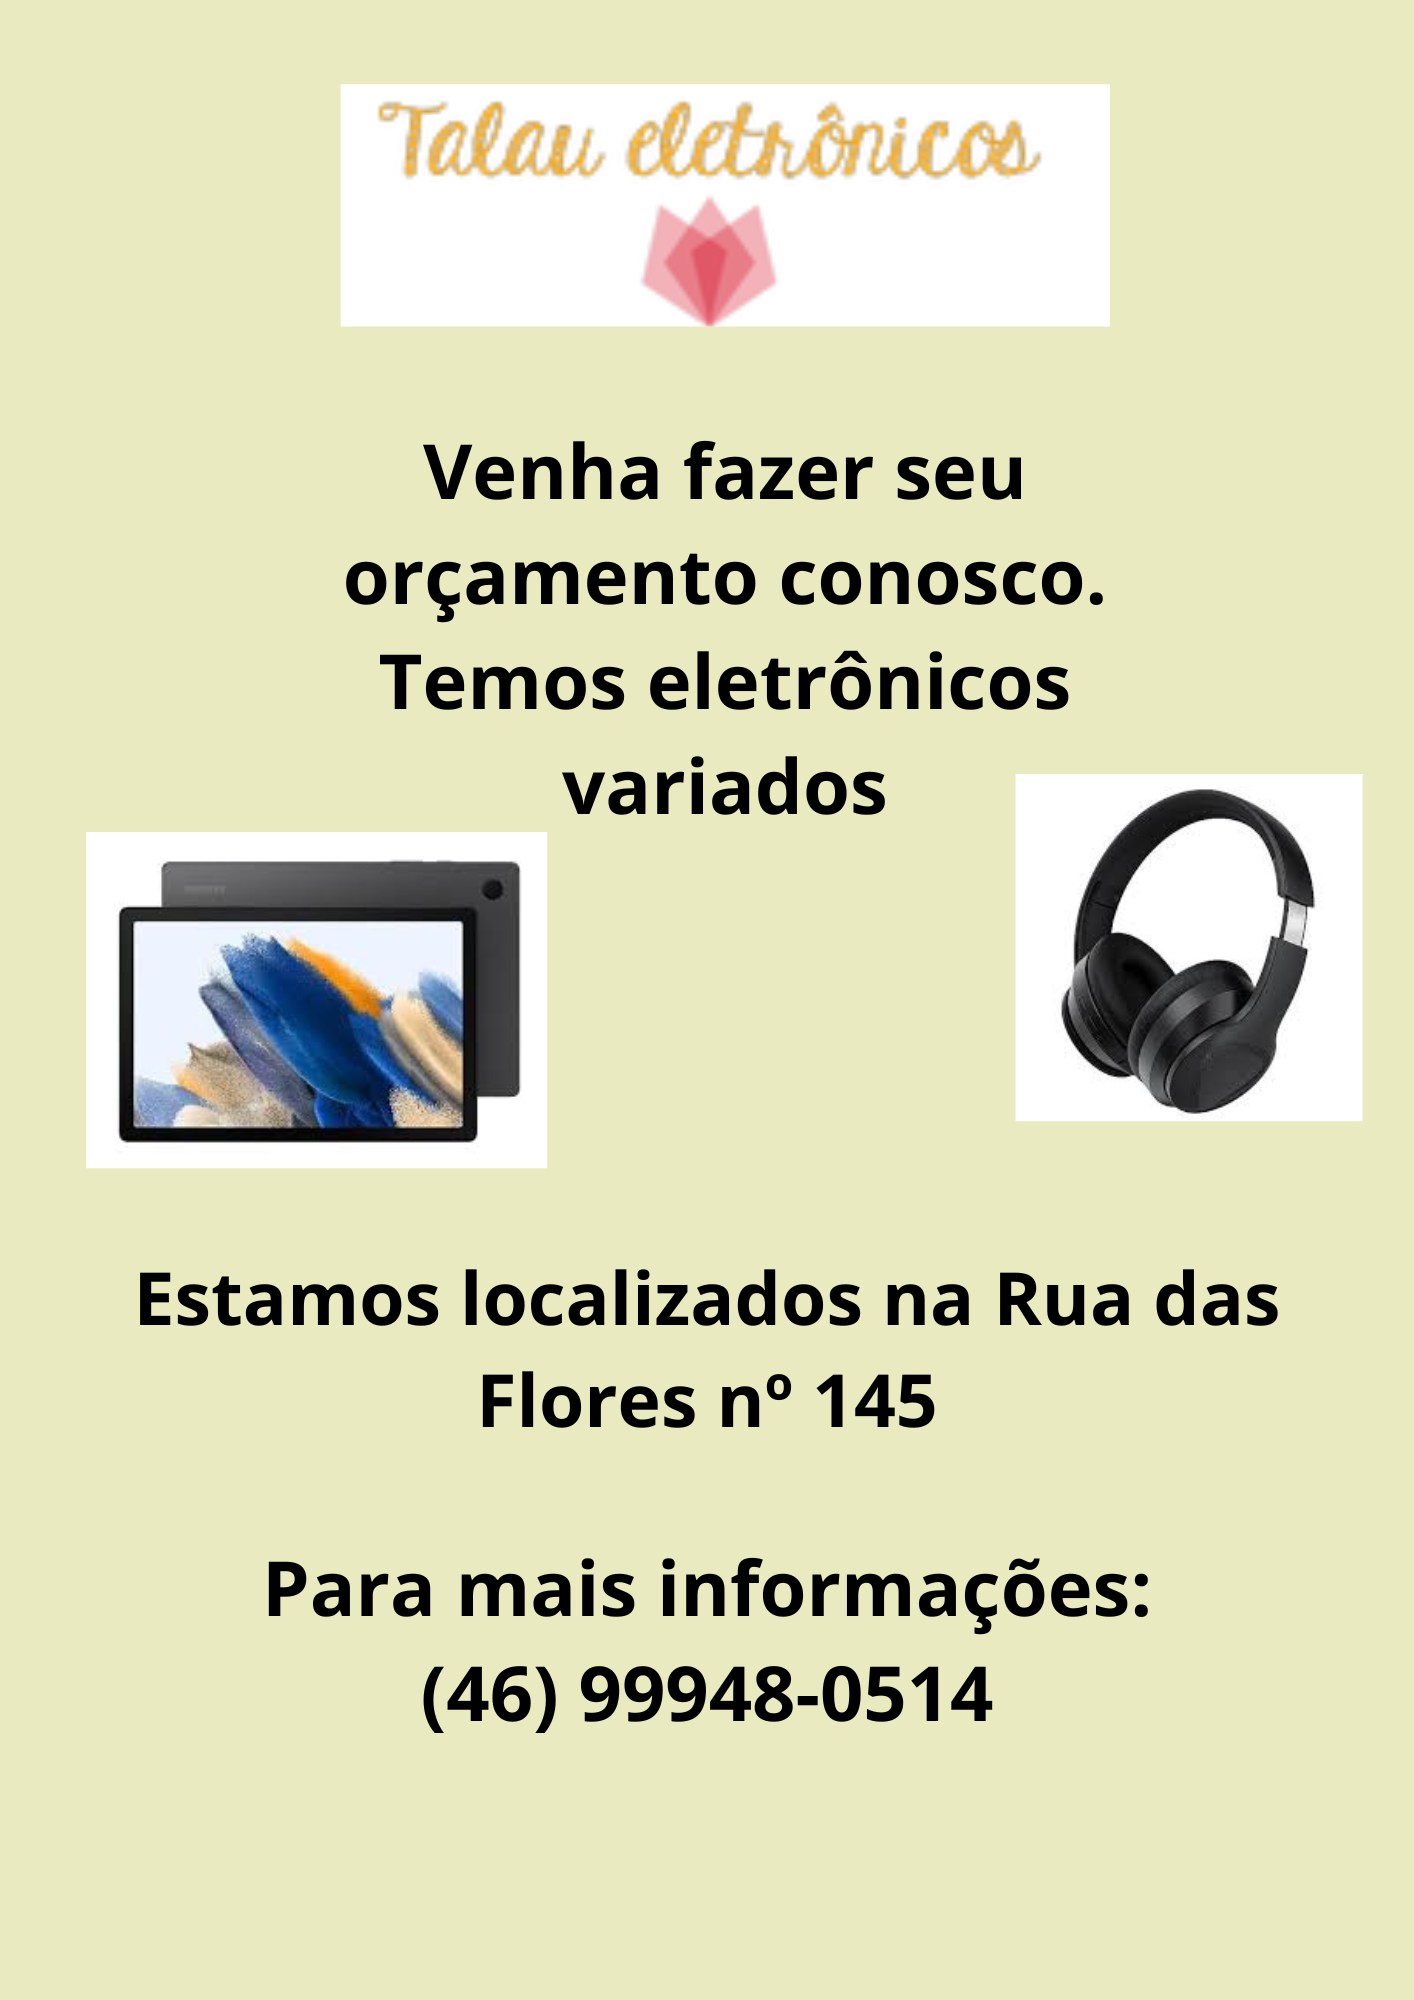 Talau eletrônicos
Venha fazer seu
orçamento conosco.
Temos eletrônicos
variados
Estamos localizados na Rua das
Flores nº 145
Para mais informações:
(46) 99948-0514